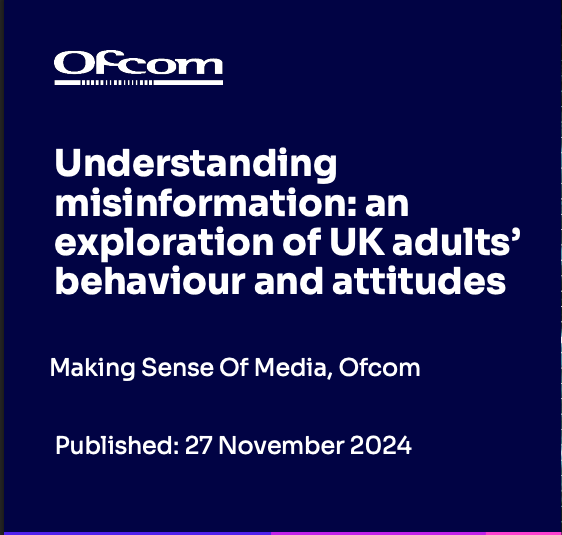 Ofcom
Understanding
misinformation: an
exploration of UK adults’
behaviour and attitudes
Making Sense Of Media, Ofcom
Published: 27 November 2024